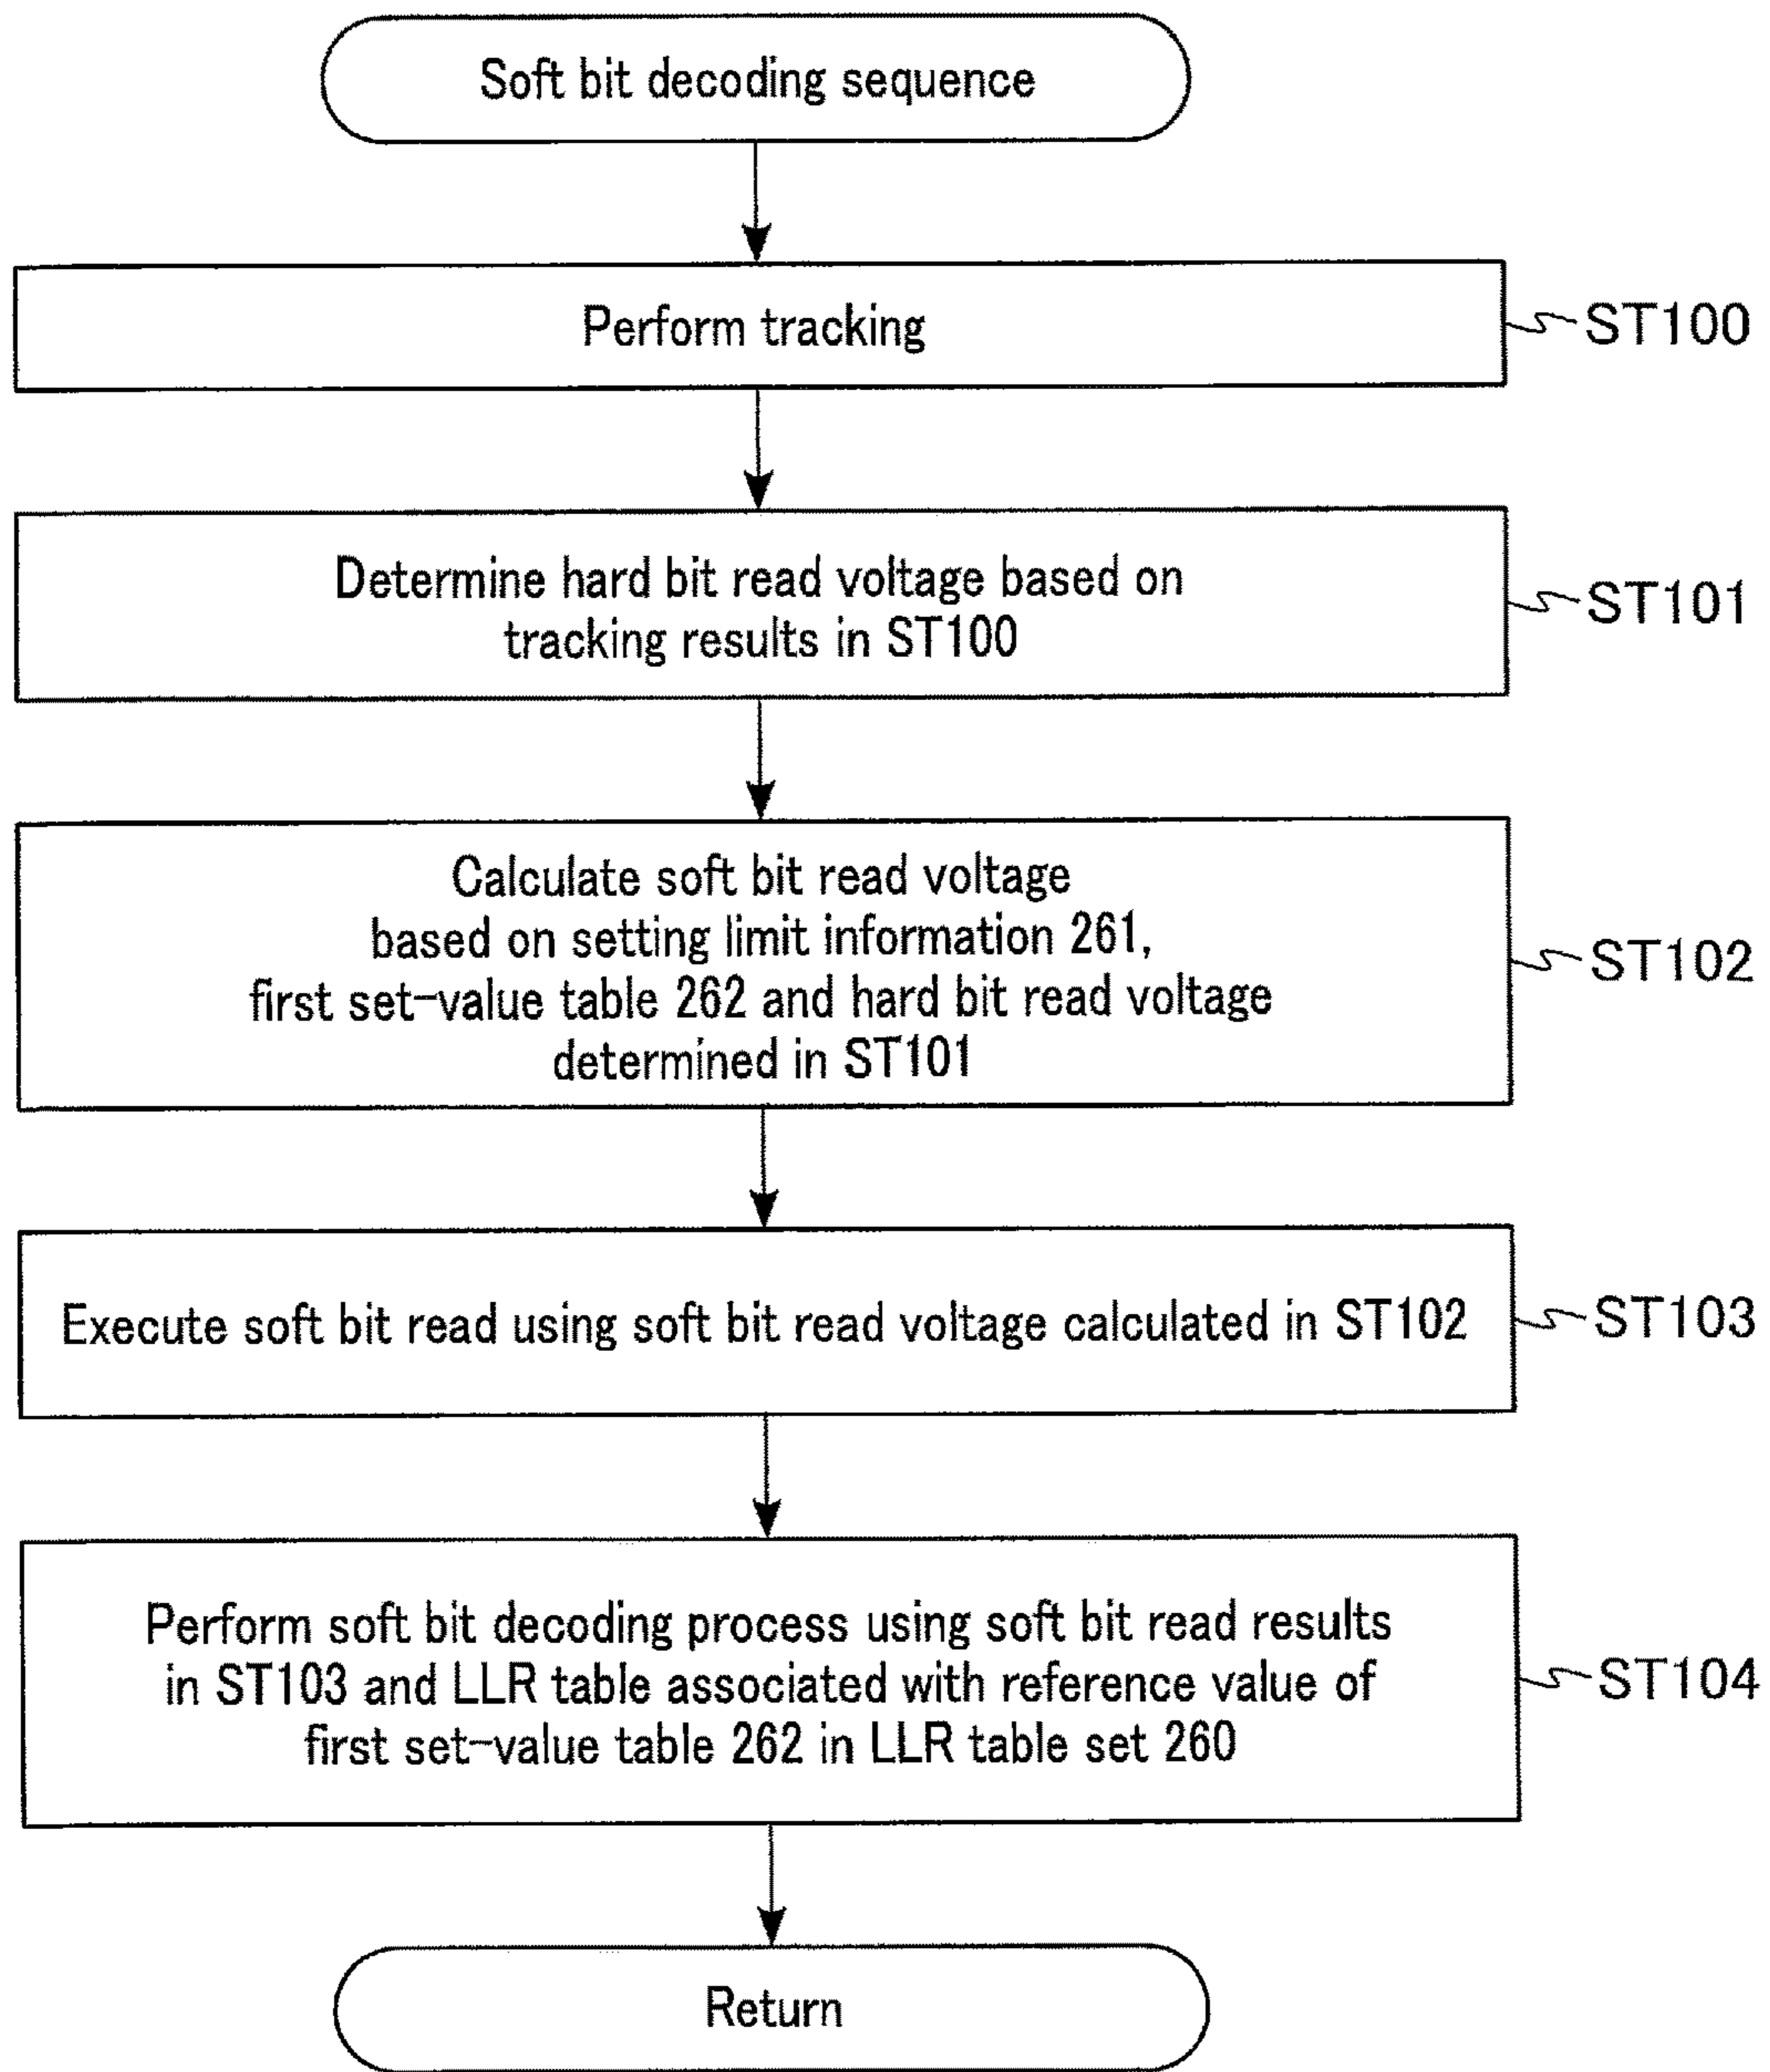 Soft bit decoding sequence
Perform tracking
ST100
Determine hard bit read voltage based on
tracking results in ST100
ST101
Calculate soft bit read voltage
based on setting limit information 261,
first set-value table 262 and hard bit read voltage
determined in ST101
ST102
Execute soft bit read using soft bit read voltage calculated in ST102
ST103
Perform soft bit decoding process using soft bit read results
in ST103 and LLR table associated with reference value of
first set-value table 262 in LLR table set 260
ST104
Return